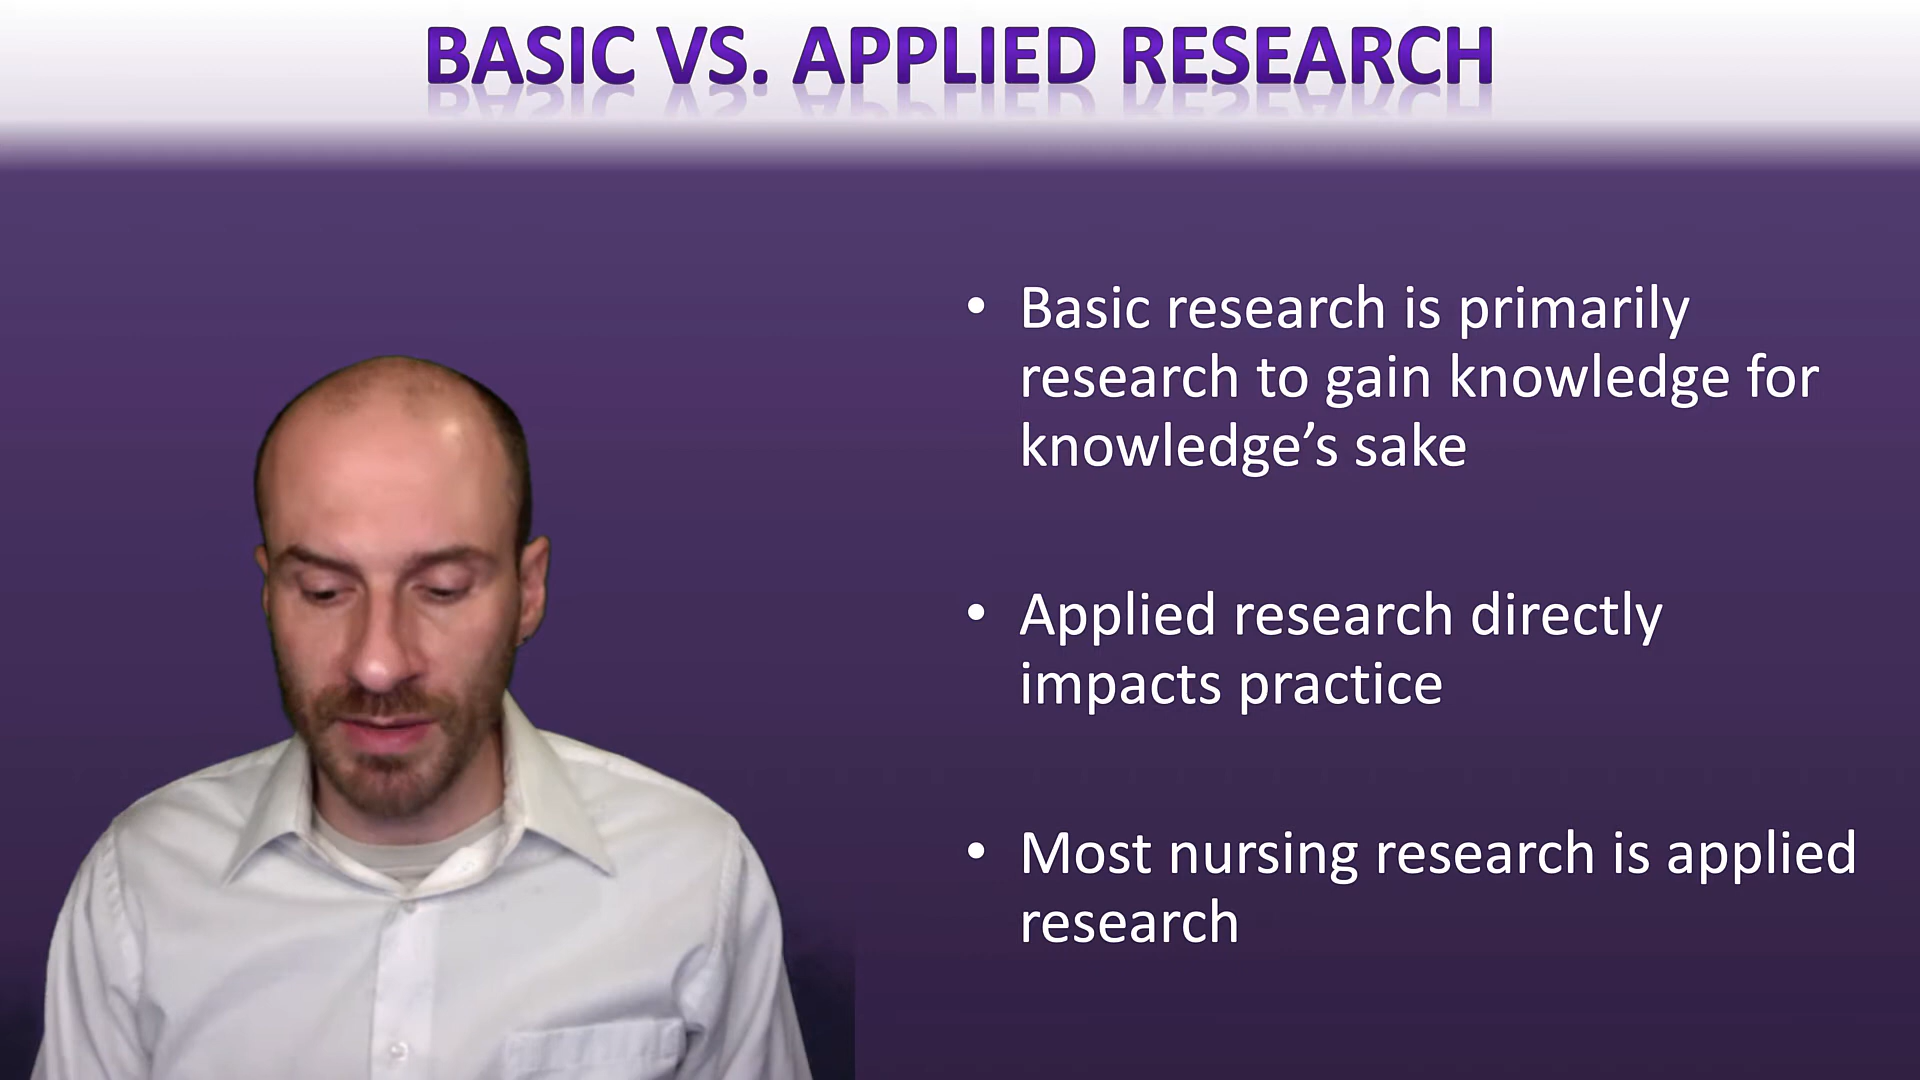 BASIC VS. APPLIED RESEARCH
• Basic research is primarily
research to gain knowledge for
knowledge’s sake
• Applied research directly
impacts practice
• Most nursing research is applied
research